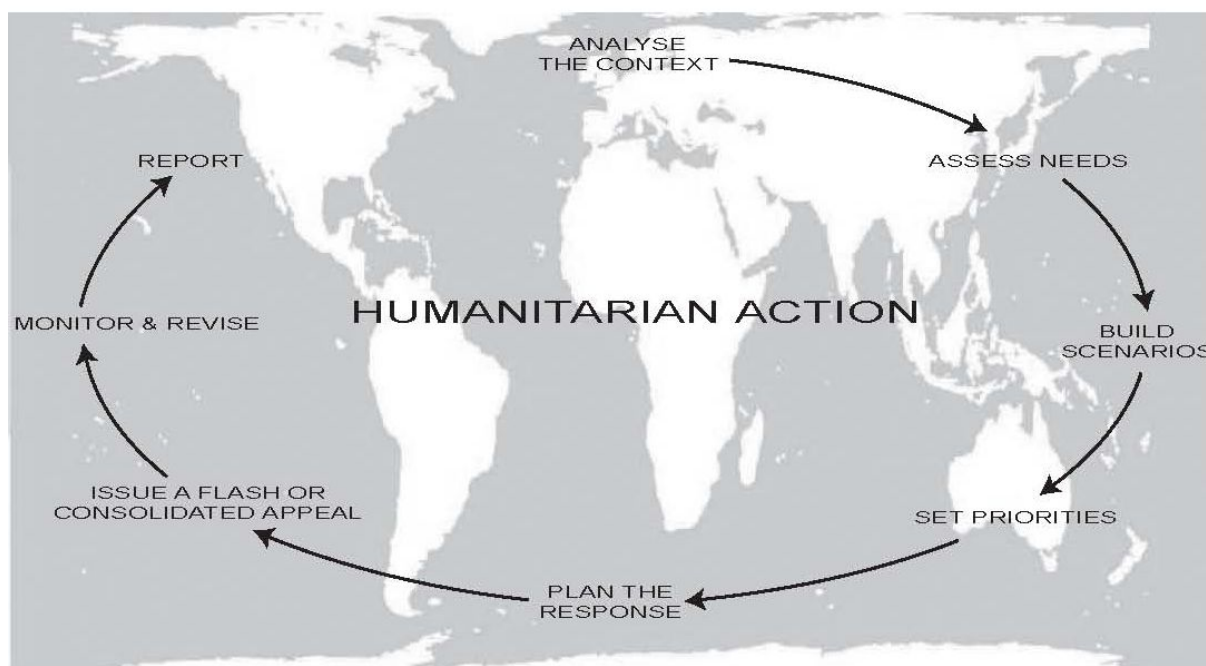 ANALYSE
THE CONTEXT
ASSESS NEEDS
BUILD
SCENARIOS
SET PRIORITIES
PLAN THE
RESPONSE
ISSUE A FLASH OR
CONSOLIDATED APPEAL
MONITOR & REVISE
REPORT
HUMANITARIAN ACTION